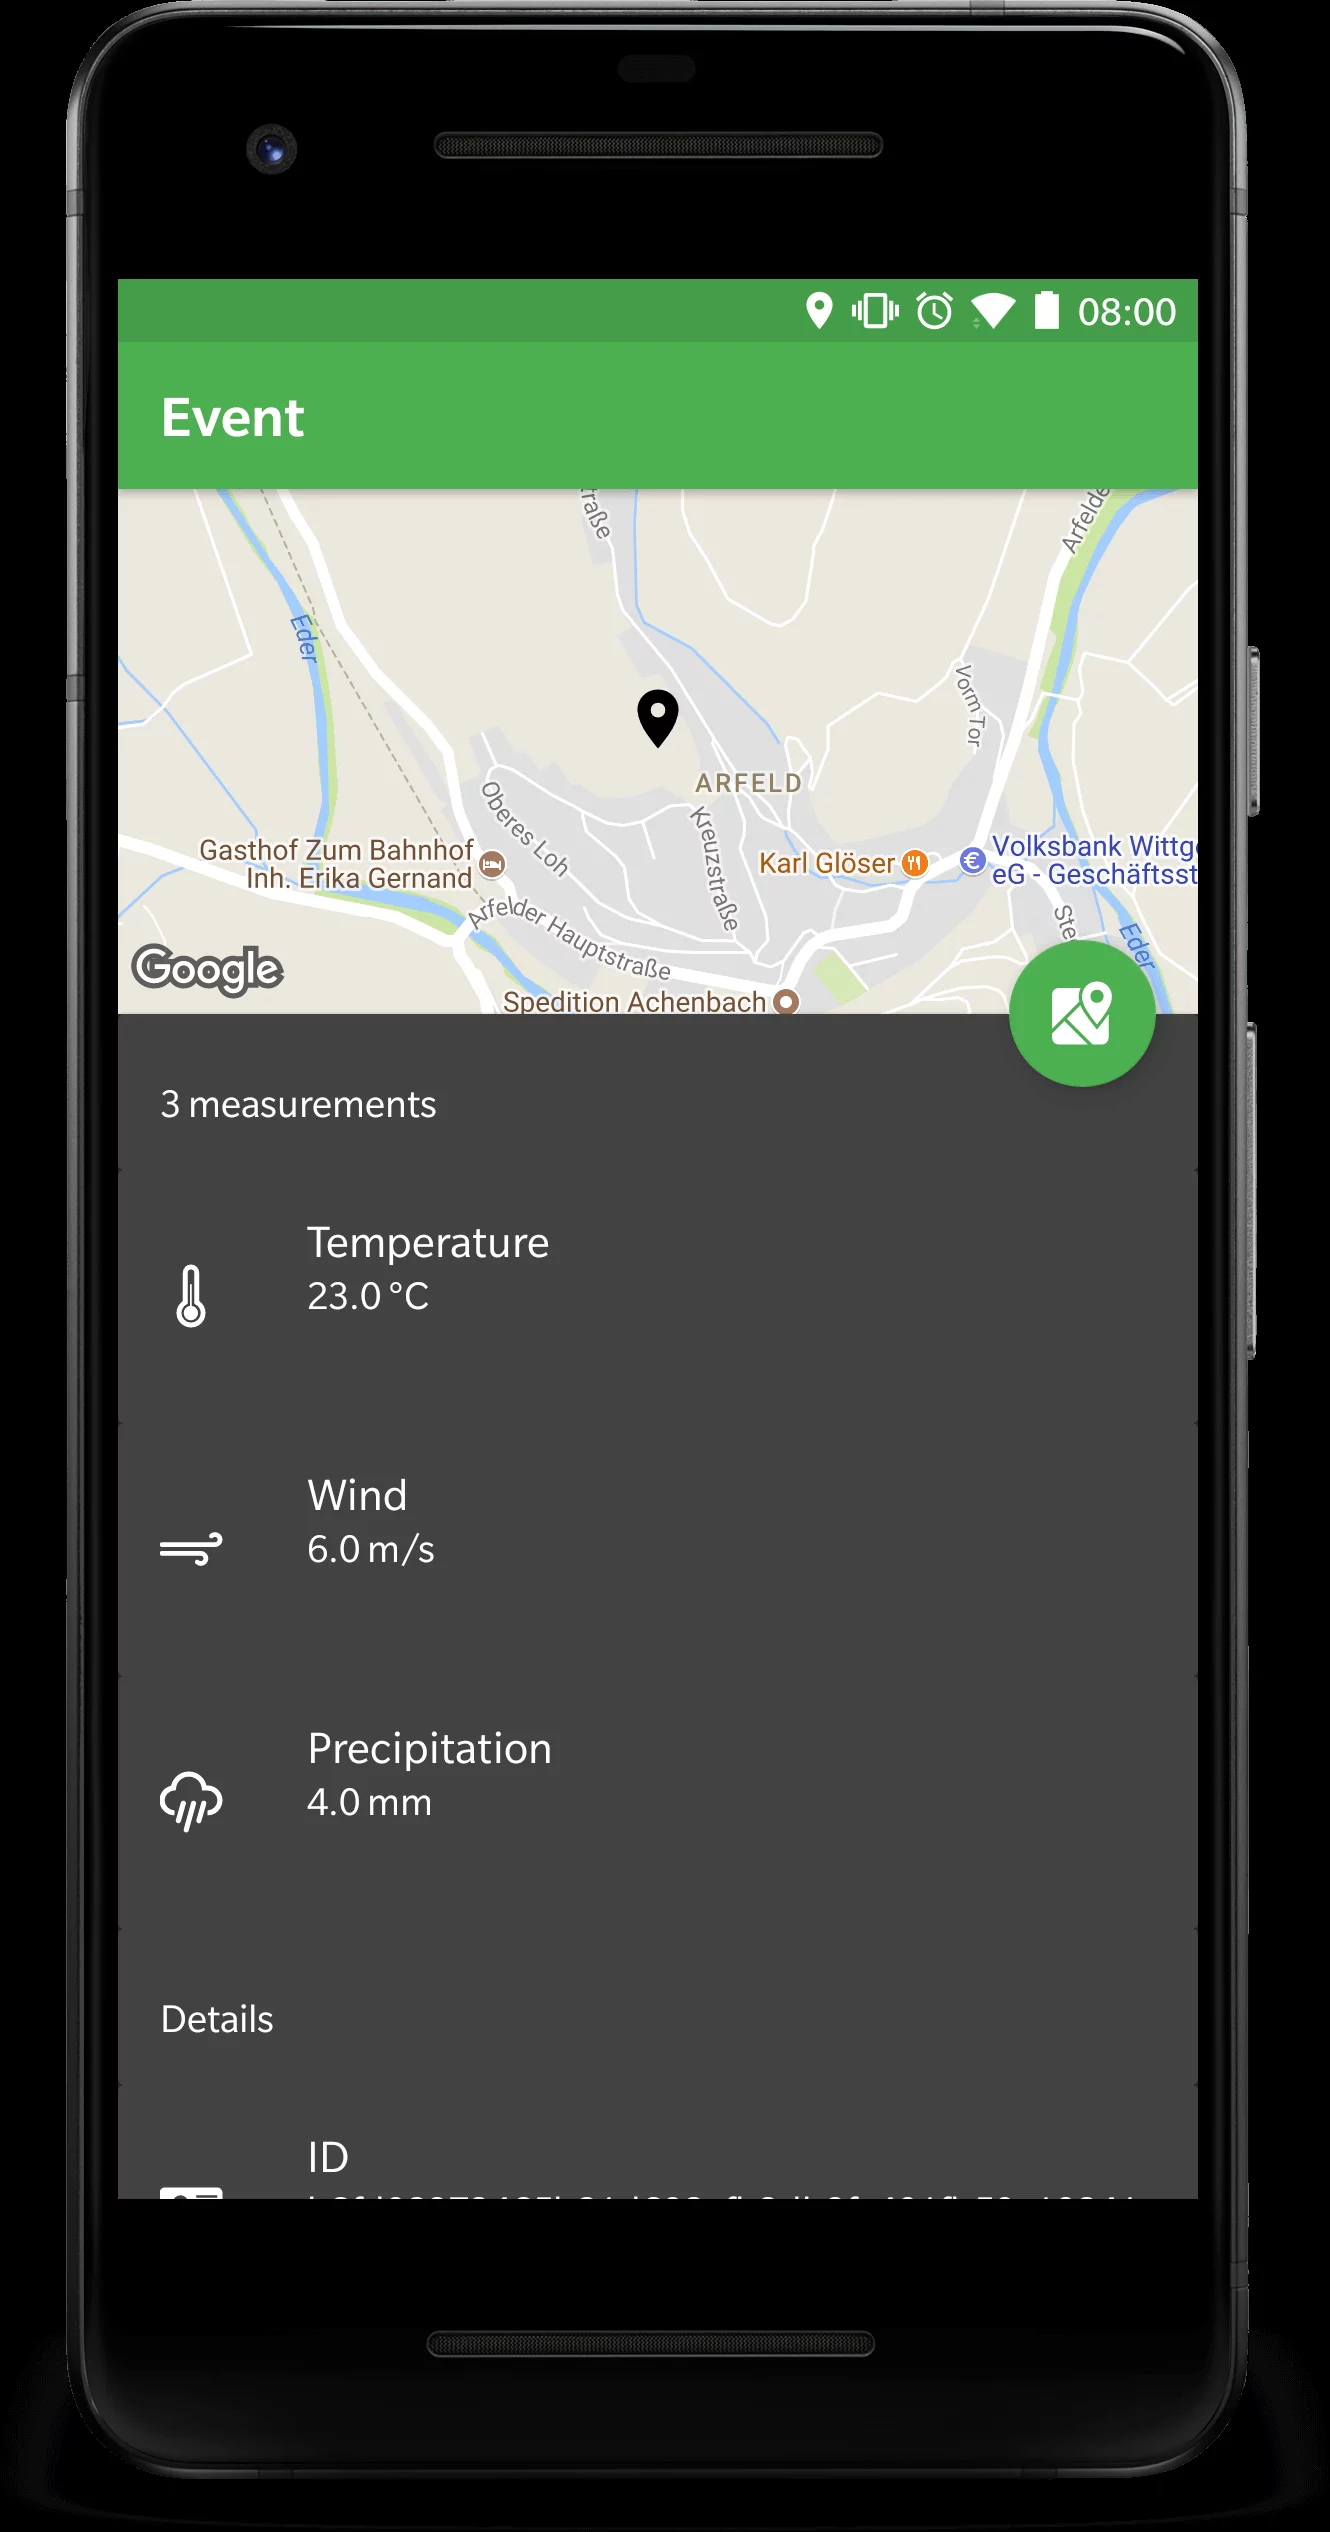 08:00
Event
Arfelde
Eder
Vorm Tor
ARFELD
Oberes Loh
Kreuzstraße
Gasthof Zum Bahnhof
Inh. Erika Gernand
Karl Glöser
Volksbank Wittg
eG - Geschäftsst
Arfelder Hauptstraße
Ste
Eder
Google
Spedition Achenbach
3 measurements
Temperature
23.0 °C
Wind
6.0 m/s
Precipitation
4.0 mm
Details
ID